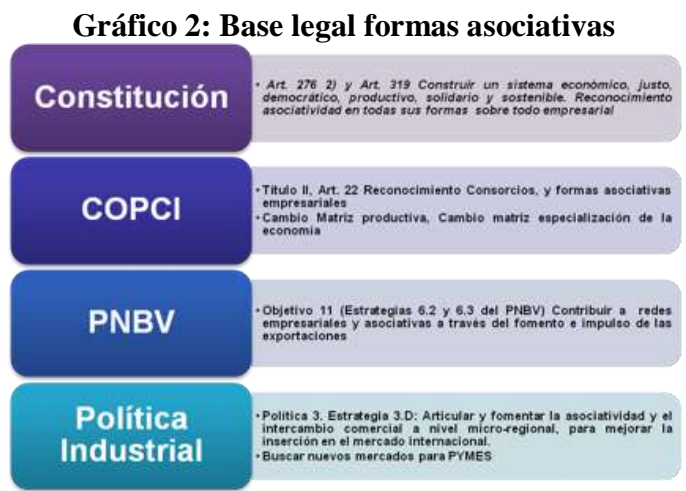 Gráfico 2: Base legal formas asociativas
Constitución
• Art. 276 2) y Art. 319 Construir un sistema económico, justo,
democrático, productivo, solidario y sostenible. Reconocimiento
asociatividad en todas sus formas sobre todo empresarial
COPCI
• Título II, Art. 22 Reconocimiento Consorcios, y formas asociativas
empresariales
• Cambio Matriz productiva, Cambio matriz especialización de la
economía
PNBV
• Objetivo 11 (Estrategias 6.2 y 6.3 del PNBV) Contribuir a redes
empresariales y asociativas a través del fomento e impulso de las
exportaciones
Política
Industrial
• Política 3. Estrategia 3.D: Articular y fomentar la asociatividad y el
intercambio comercial a nivel micro-regional, para mejorar la
inserción en el mercado internacional.
• Buscar nuevos mercados para PYMES